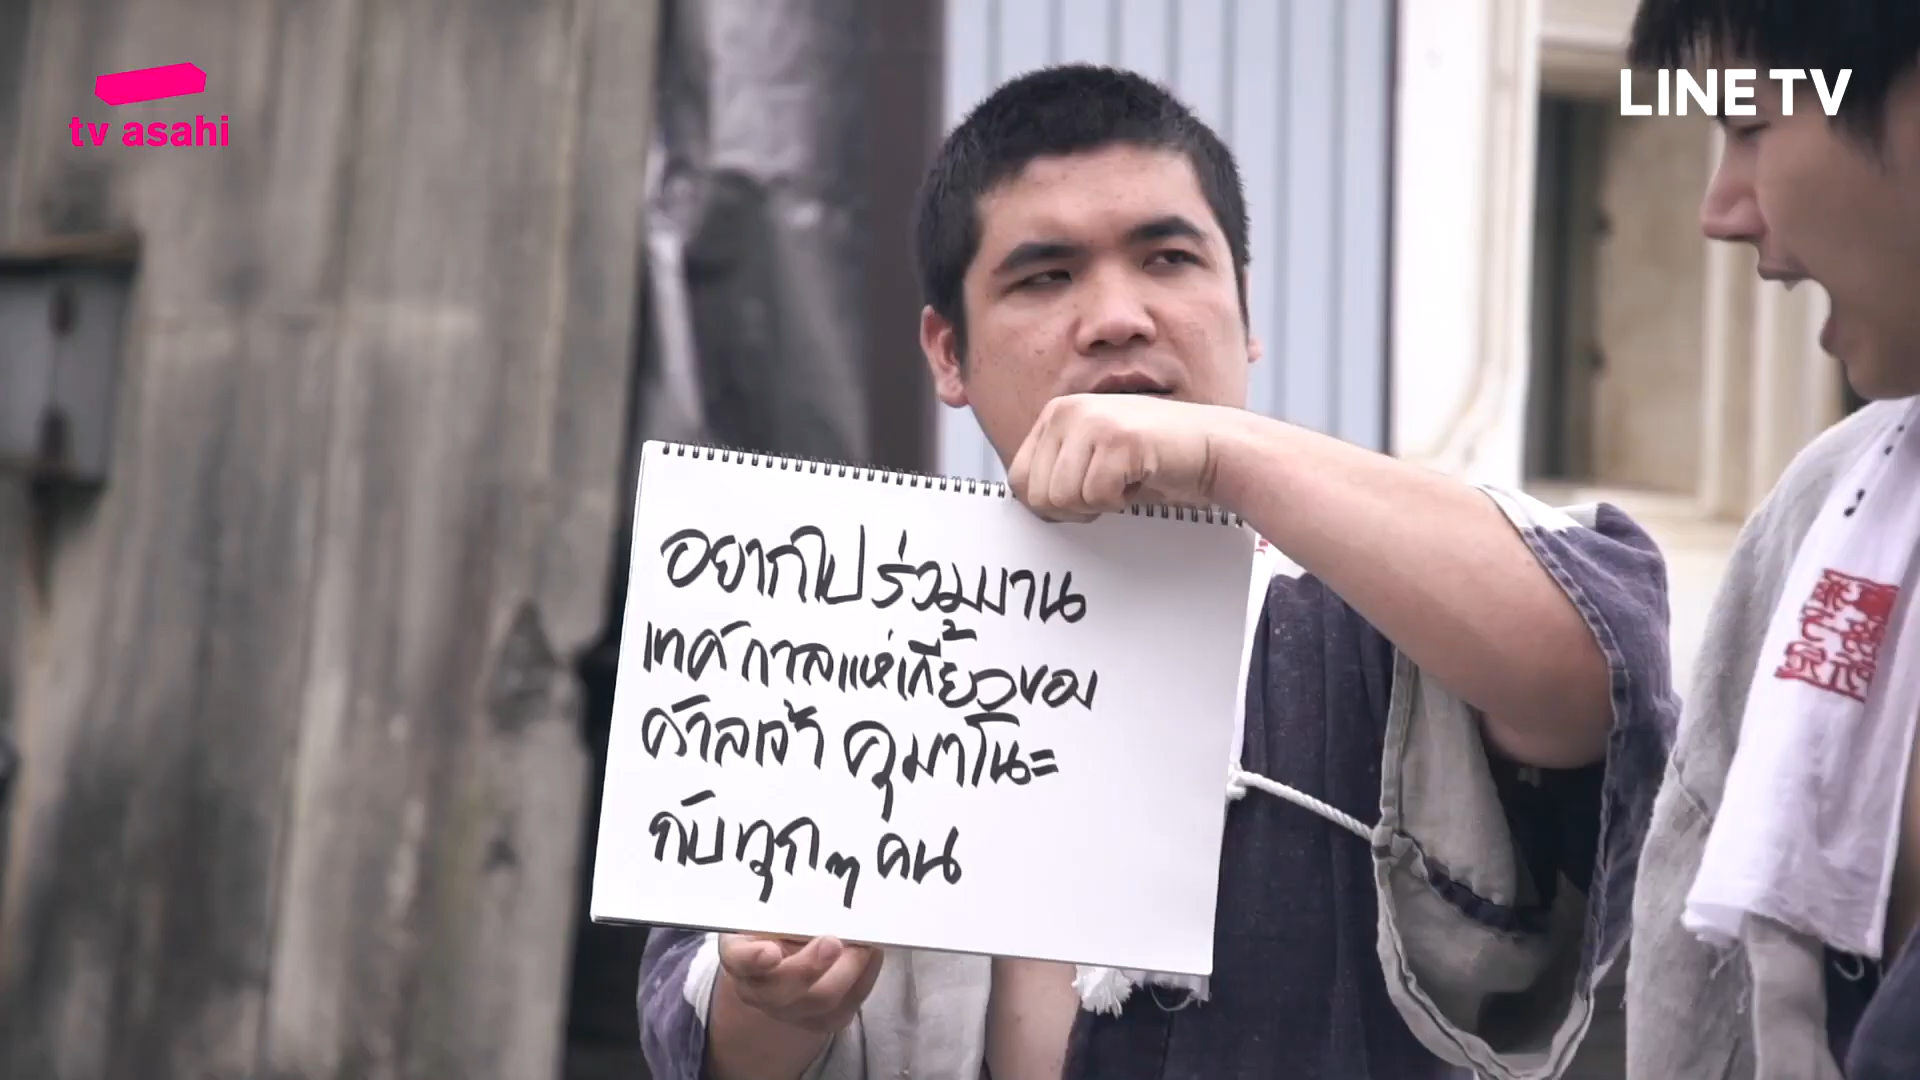 tv asahi
LINE TV
อยากไปร่วมงาน
เทศกาลแห่เกี้ยวของ
ศาลเจ้า คุมาโนะ
กับทุกๆ คน